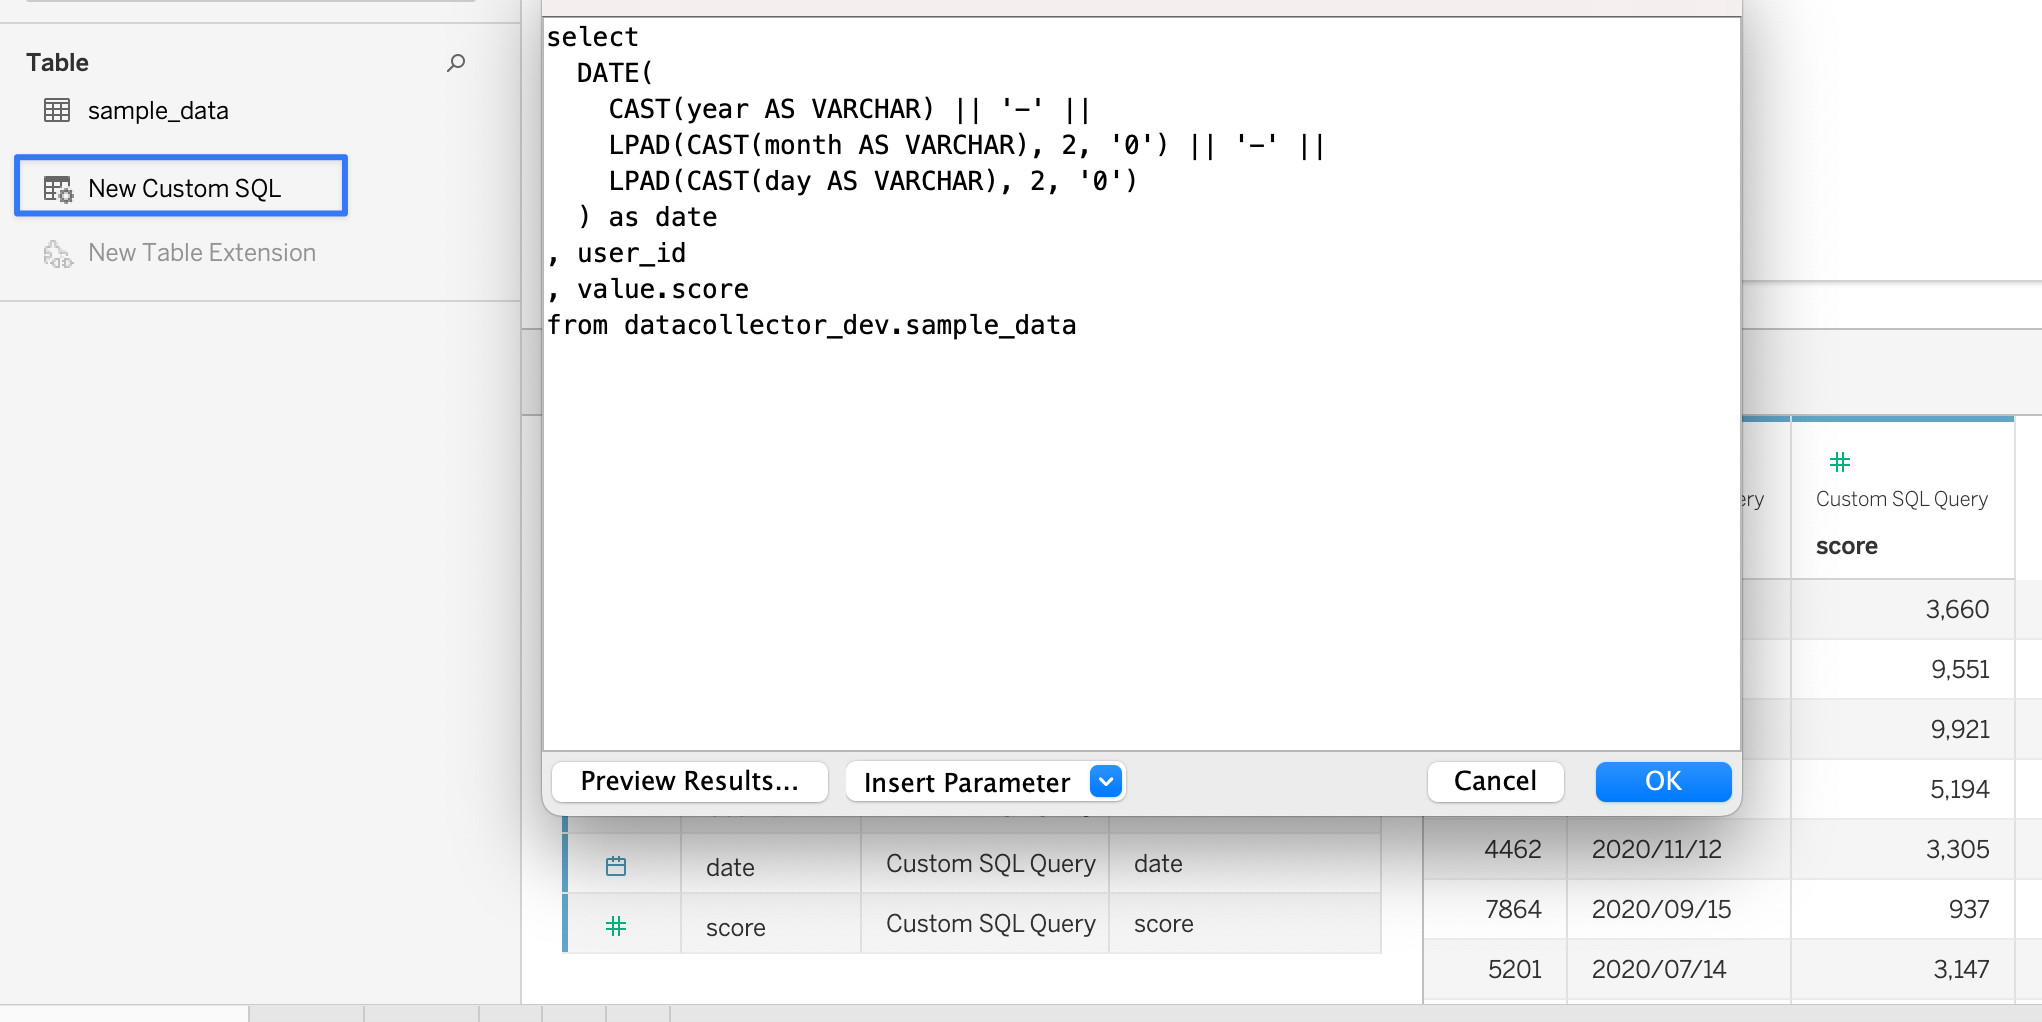 Table
sample_data
New Custom SQL
New Table Extension
select
DATE(
CAST(year AS VARCHAR) || '-' ||
LPAD(CAST(month AS VARCHAR), 2, '0') || '-' ||
LPAD(CAST(day AS VARCHAR), 2, '0')
) as date
, user_id
, value.score
from datacollector_dev.sample_data
Preview Results...
Insert Parameter
Cancel
OK
Custom SQL Query
score
3,660
9,551
9,921
5,194
4462 2020/11/12 3,305
7864 2020/09/15 937
5201 2020/07/14 3,147
date Custom SQL Query date
score Custom SQL Query score